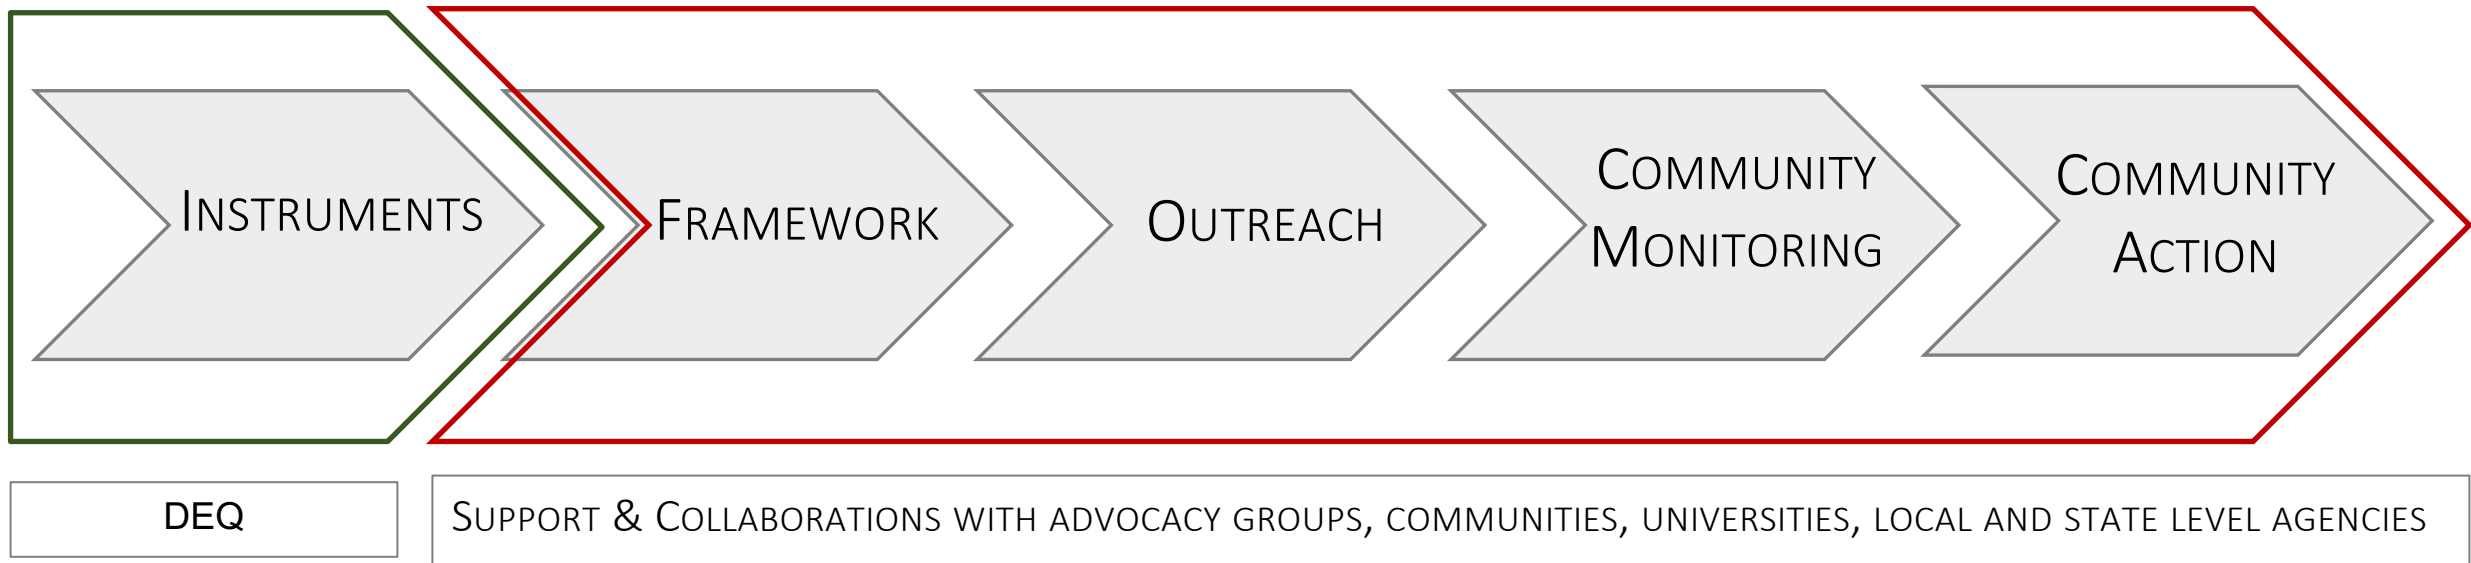 INSTRUMENTS
FRAMEWORK
OUTREACH
COMMUNITY
MONITORING
COMMUNITY
ACTION
DEQ
SUPPORT & COLLABORATIONS WITH ADVOCACY GROUPS, COMMUNITIES, UNIVERSITIES, LOCAL AND STATE LEVEL AGENCIES